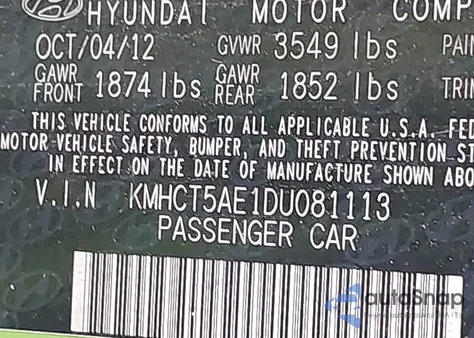 HYUNDAI MOTOR COMP
OCT/04/12 GVWR 3549 lbs PAIN
GAWR FRONT 1874 lbs GAWR REAR 1852 lbs TRIM
THIS VEHICLE CONFORMS TO ALL APPLICABLE U.S.A. FED
MOTOR VEHICLE SAFETY, BUMPER, AND THEFT PREVENTION ST
IN EFFECT ON THE DATE OF MANUFACTURE SHOWN ABO
V.I.N KMHCT5AE1DU081113
PASSENGER CAR
autoSnap